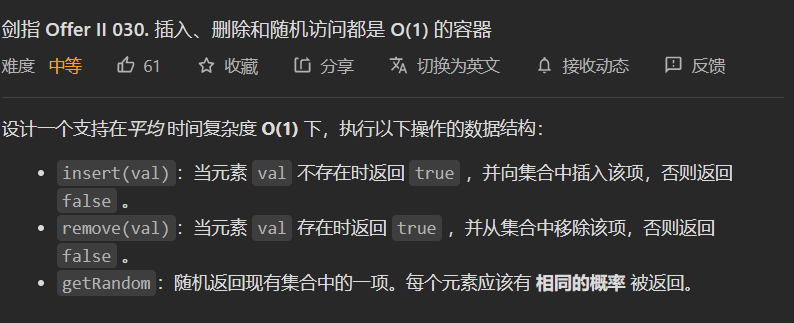 剑指 Offer II 030. 插入、删除和随机访问都是 O(1) 的容器
难度 中等 61 收藏 分享 切换为英文 接收动态 反馈
设计一个支持在平均 时间复杂度 O(1) 下，执行以下操作的数据结构：
• insert(val)：当元素 val 不存在时返回 true ，并向集合中插入该项，否则返回
false 。
• remove(val)：当元素 val 存在时返回 true ，并从集合中移除该项，否则返回
false 。
• getRandom：随机返回现有集合中的一项。每个元素应该有 相同的概率 被返回。